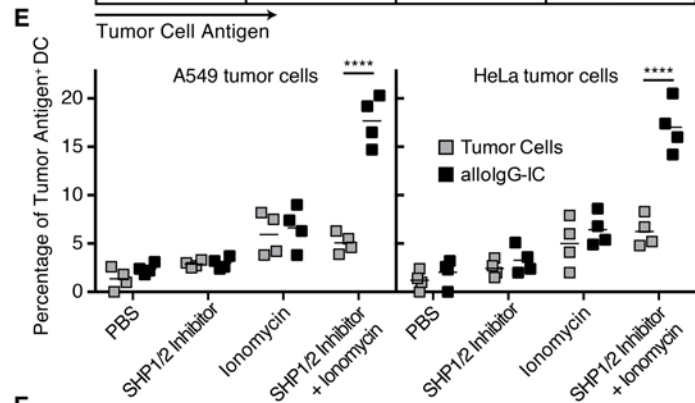 E
Tumor Cell Antigen
Percentage of Tumor Antigen⁺ DC
A549 tumor cells
****
HeLa tumor cells
****
20
15
10
5
0
Tumor Cells
alloIgG-IC
PBS
SHP1/2 Inhibitor
Ionomycin
SHP1/2 Inhibitor
+ Ionomycin
PBS
SHP1/2 Inhibitor
Ionomycin
SHP1/2 Inhibitor
+ Ionomycin